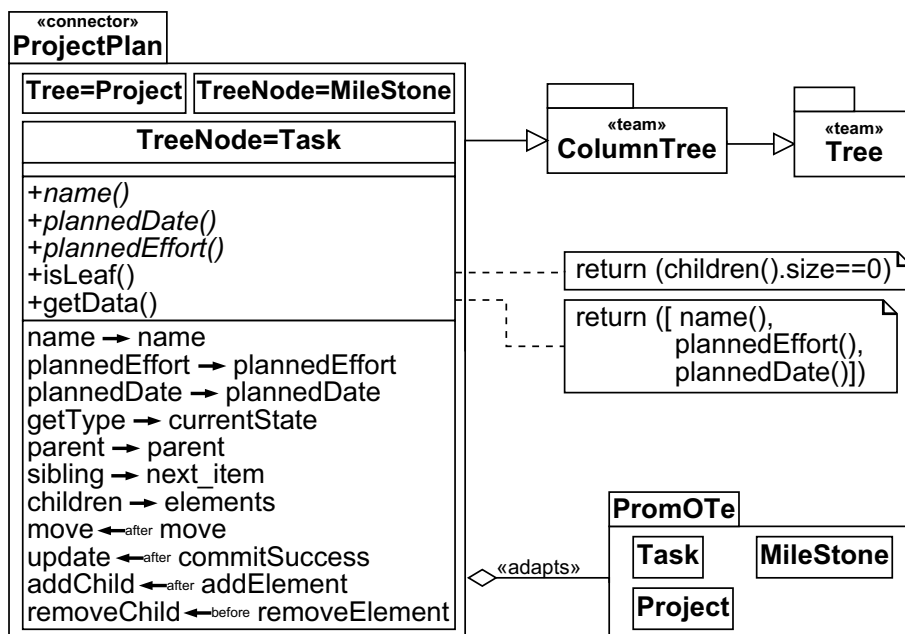 «connector»
ProjectPlan
Tree=Project
TreeNode=MileStone
TreeNode=Task
+name()
+plannedDate()
+plannedEffort()
+isLeaf()
+getData()
name → name
plannedEffort → plannedEffort
plannedDate → plannedDate
getType → currentState
parent → parent
sibling → next_item
children → elements
move ←after move
update ←after commitSuccess
addChild ←after addElement
removeChild ←before removeElement
«team»
ColumnTree
«team»
Tree
return (children().size==0)
return ([ name(),
plannedEffort(),
plannedDate()])
«adapts»
PromOTe
Task
MileStone
Project